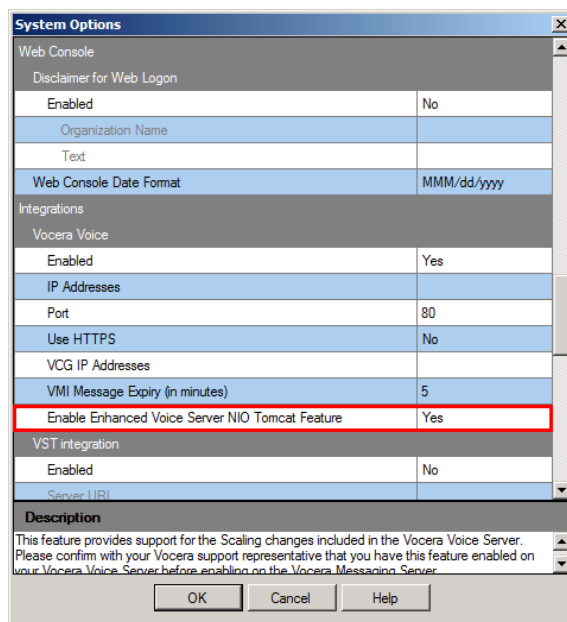 System Options
Web Console
Disclaimer for Web Logon
Enabled No
Organization Name
Text
Web Console Date Format MMM/dd/yyyy
Integrations
Vocera Voice
Enabled Yes
IP Addresses
Port 80
Use HTTPS No
VCG IP Addresses
VMI Message Expiry (in minutes) 5
Enable Enhanced Voice Server NIO Tomcat Feature Yes
VST integration
Enabled No
Server URL
Description
This feature provides support for the Scaling changes included in the Vocera Voice Server.
Please confirm with your Vocera support representative that you have this feature enabled on
your Vocera Voice Server before enabling on the Vocera Messaging Server
OK Cancel Help